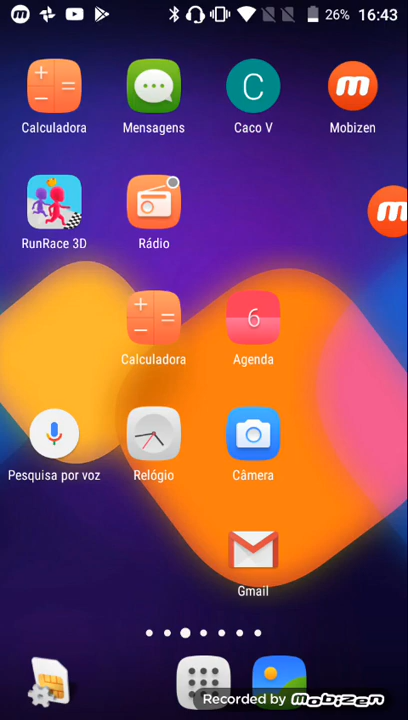 26% 16:43
C
Calculadora Mensagens Caco V Mobizen
RunRace 3D Rádio
6
Calculadora Agenda
Pesquisa por voz Relógio Câmera
Gmail
Recorded by Mobizen